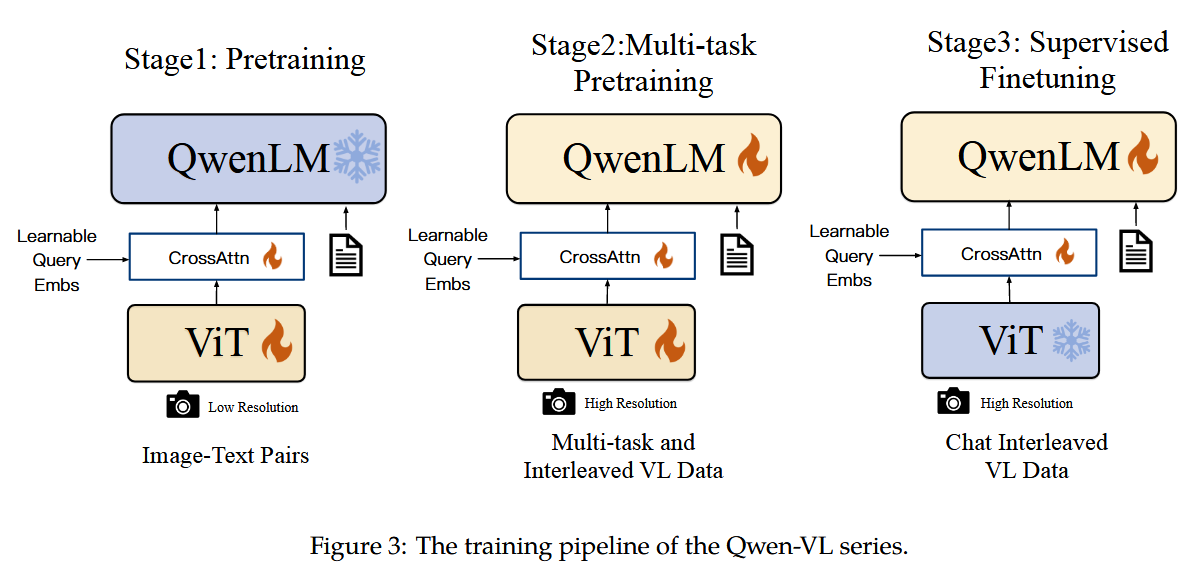 Stage1: Pretraining
QwenLM
Learnable
Query
Embs
CrossAttn
ViT
Low Resolution
Image-Text Pairs
Stage2:Multi-task
Pretraining
QwenLM
Learnable
Query
Embs
CrossAttn
ViT
High Resolution
Multi-task and
Interleaved VL Data
Stage3: Supervised
Finetuning
QwenLM
Learnable
Query
Embs
CrossAttn
ViT
High Resolution
Chat Interleaved
VL Data
Figure 3: The training pipeline of the Qwen-VL series.